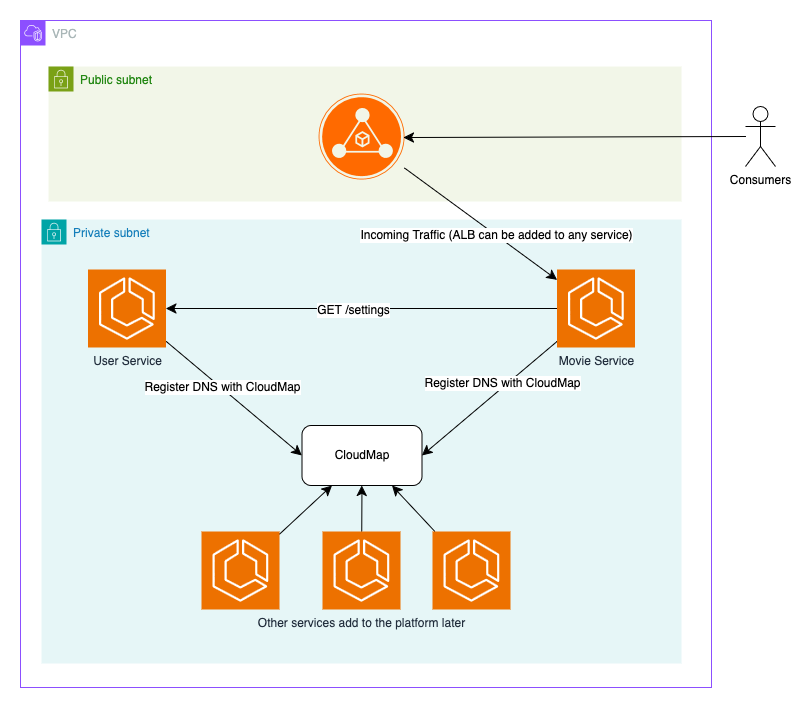 VPC
Public subnet
Consumers
Private subnet
Incoming Traffic (ALB can be added to any service)
GET /settings
User Service
Movie Service
Register DNS with CloudMap
Register DNS with CloudMap
CloudMap
Other services add to the platform later